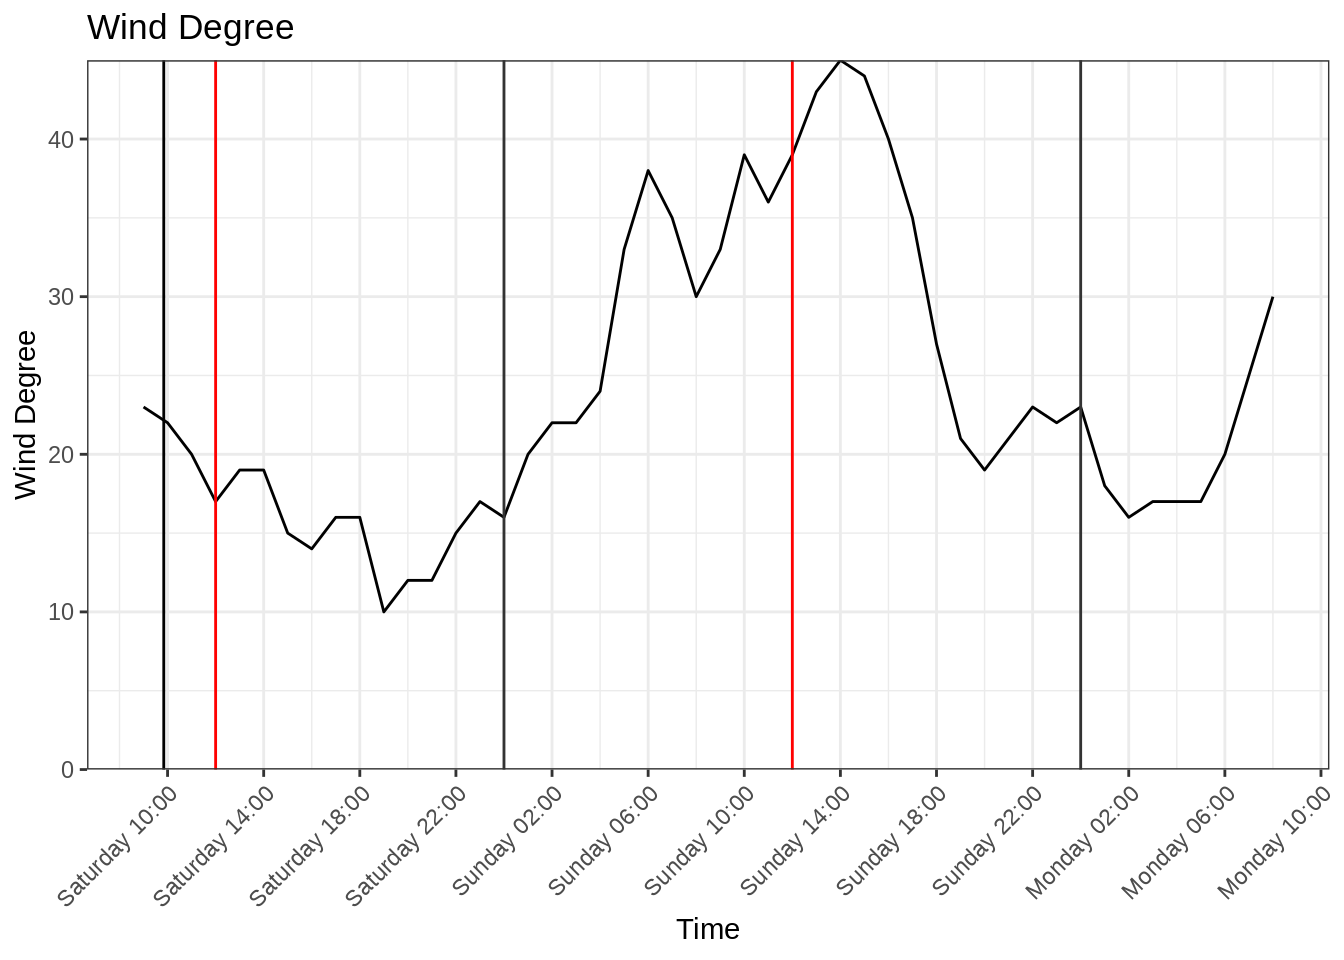 Wind Degree
Wind Degree
40
30
20
10
0
Saturday 10:00
Saturday 14:00
Saturday 18:00
Saturday 22:00
Sunday 02:00
Sunday 06:00
Sunday 10:00
Sunday 14:00
Sunday 18:00
Sunday 22:00
Monday 02:00
Monday 06:00
Monday 10:00
Time